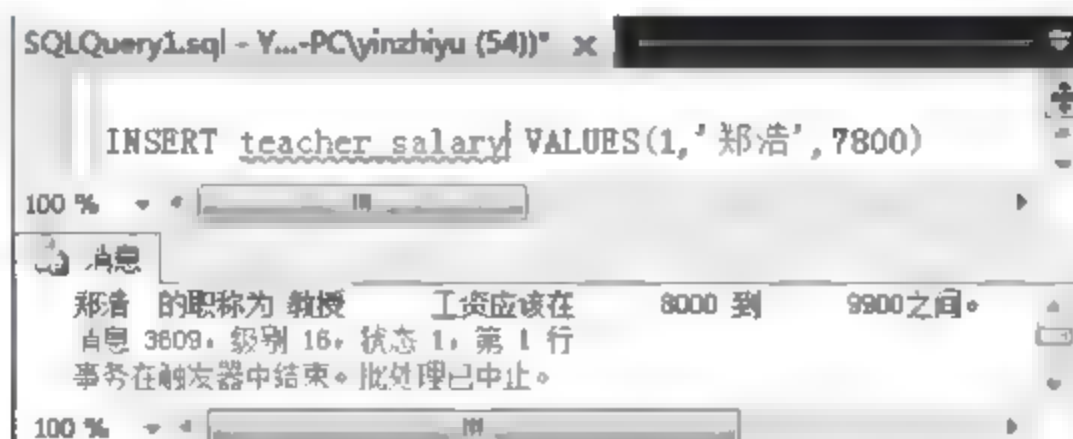 SQLQuery1.sql - Y...-PC\yinzhiyu (54))* ×
INSERT teacher_salary VALUES(1,'郑浩',7800)
100 %
消息
郑浩 的职称为 教授 工资应该在 8000 到 9900之间。
消息 3609，级别 16，状态 1，第 1 行
事务在触发器中结束。批处理已中止。
100 %